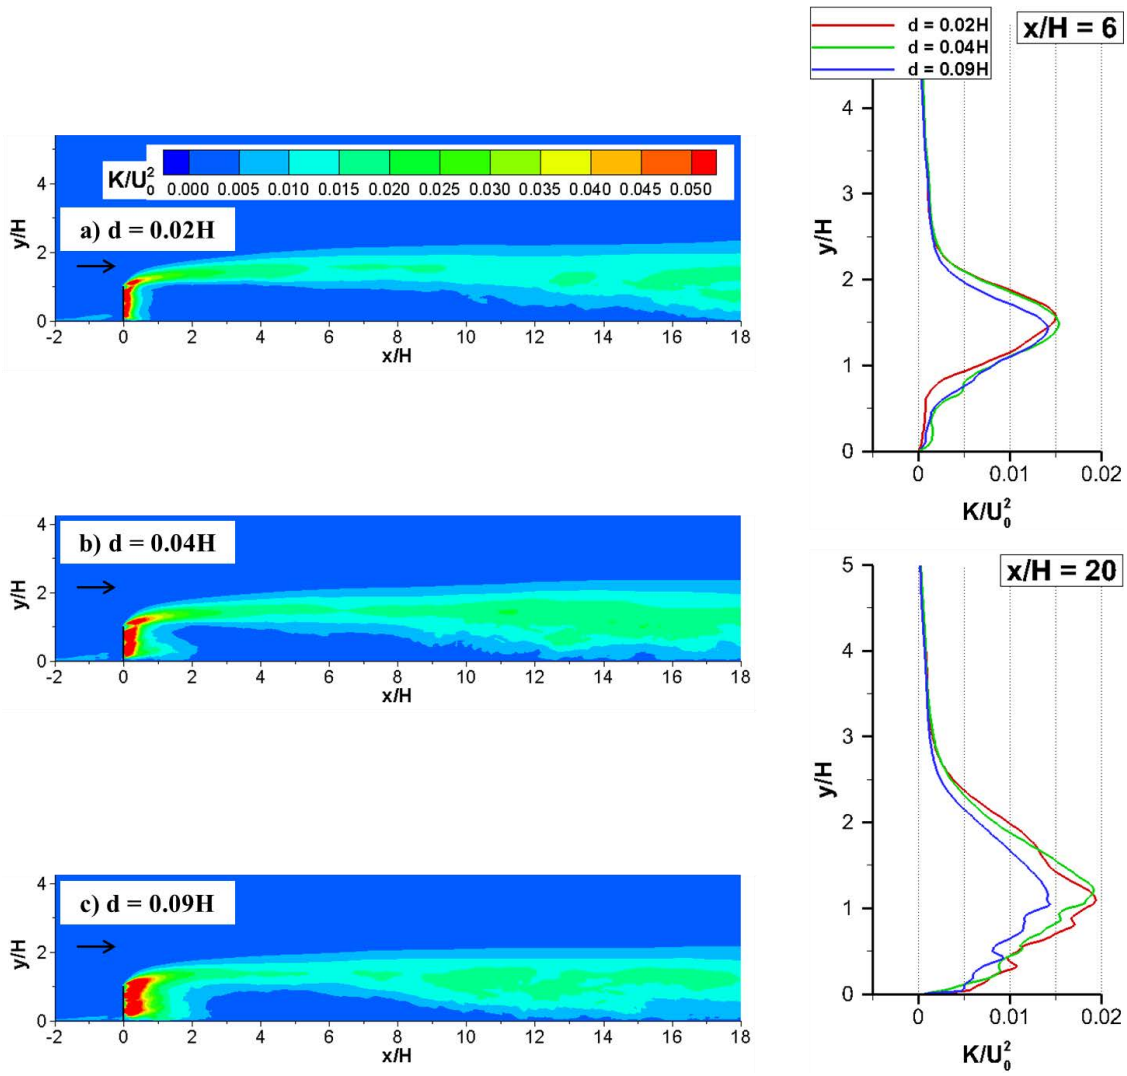 K/U₀²
0.000 0.005 0.010 0.015 0.020 0.025 0.030 0.035 0.040 0.045 0.050
a) d = 0.02H
y/H
4
2
0
-2 0 2 4 6 8 10 12 14 16 18
x/H
b) d = 0.04H
y/H
4
2
0
-2 0 2 4 6 8 10 12 14 16 18
x/H
c) d = 0.09H
y/H
4
2
0
-2 0 2 4 6 8 10 12 14 16 18
x/H
d = 0.02H
d = 0.04H
d = 0.09H
x/H = 6
y/H
4
3
2
1
0
0 0.01 0.02
K/U₀²
x/H = 20
y/H
5
4
3
2
1
0
0 0.01 0.02
K/U₀²